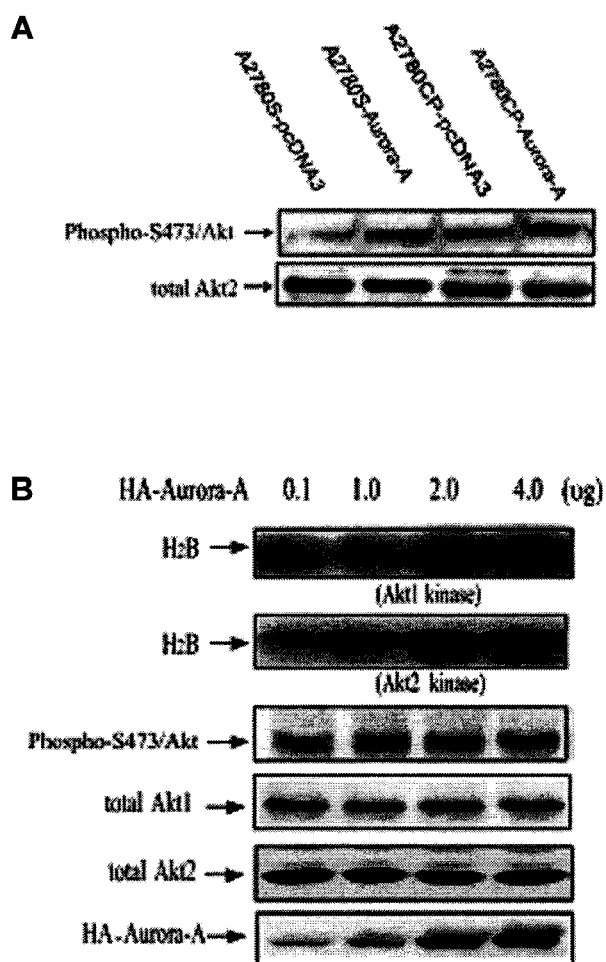 A
A2780S-pcDNA3
A2780S-Aurora-A
A2780CP-pcDNA3
A2780CP-Aurora-A
Phospho-S473/Akt
total Akt2
B
HA-Aurora-A 0.1 1.0 2.0 4.0 (ug)
H2B
(Akt1 kinase)
H2B
(Akt2 kinase)
Phospho-S473/Akt
total Akt1
total Akt2
HA-Aurora-A